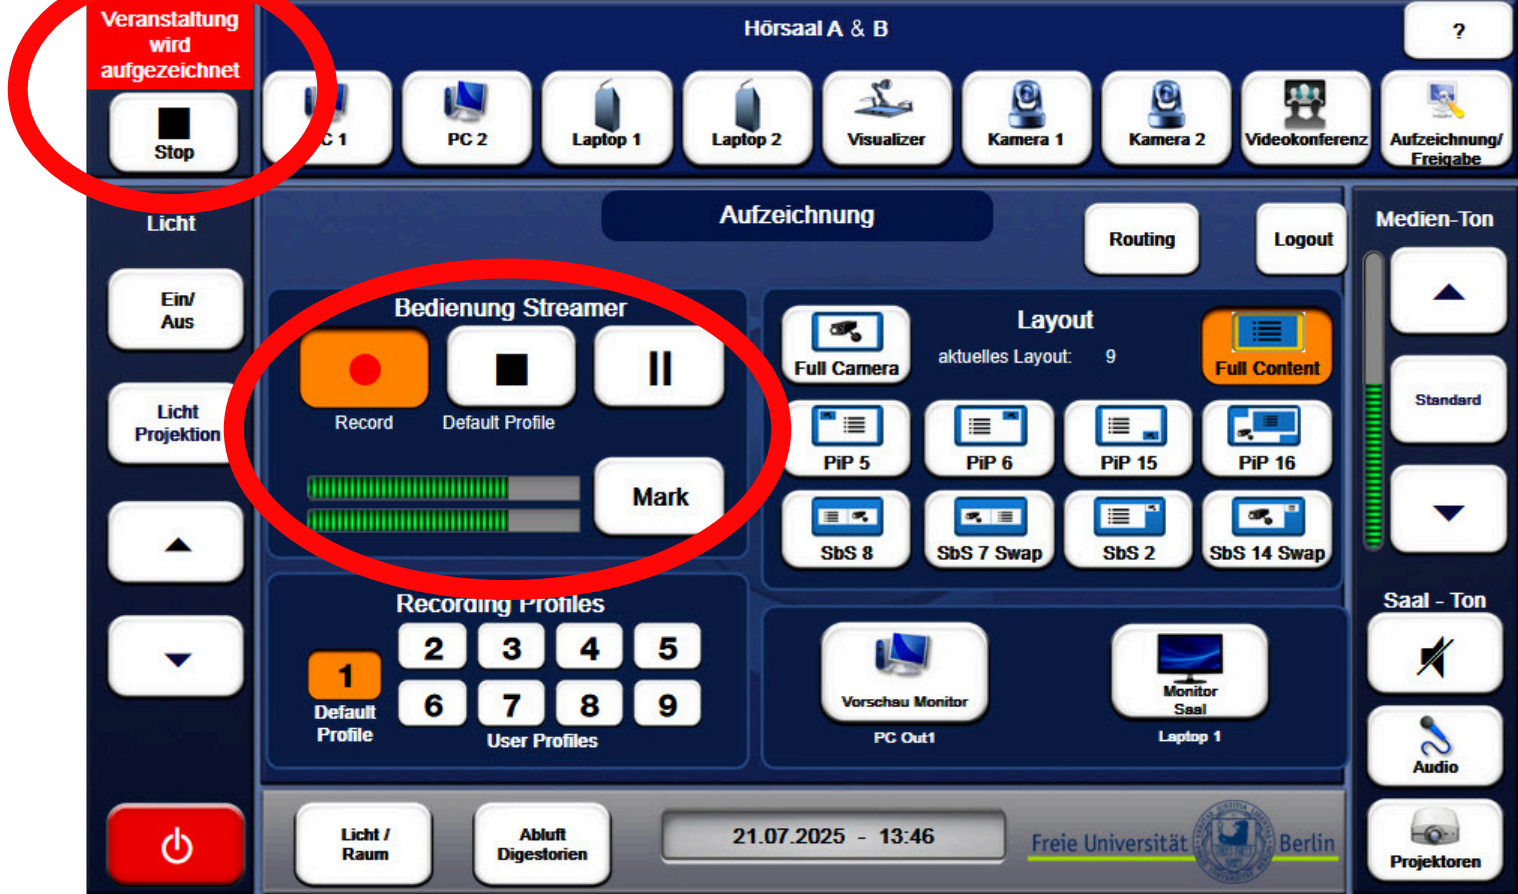 Veranstaltung
wird
aufgezeichnet
Stop
Hörsaal A & B
?
C 1
PC 2
Laptop 1
Laptop 2
Visualizer
Kamera 1
Kamera 2
Videokonferenz
Aufzeichnung/
Freigabe
Licht
Ein/
Aus
Licht
Projektion
Aufzeichnung
Routing
Logout
Bedienung Streamer
Record
Default Profile
Mark
Layout
aktuelles Layout: 9
Full Camera
Full Content
PiP 5
PiP 6
PiP 15
PiP 16
SbS 8
SbS 7 Swap
SbS 2
SbS 14 Swap
Recording Profiles
1
2
3
4
5
6
7
8
9
Default
Profile
User Profiles
Vorschau Monitor
PC Out1
Monitor
Saal
Laptop 1
Medien-Ton
Standard
Saal - Ton
Audio
Projektoren
Licht /
Raum
Abluft
Digestorien
21.07.2025 - 13:46
Freie Universität Berlin